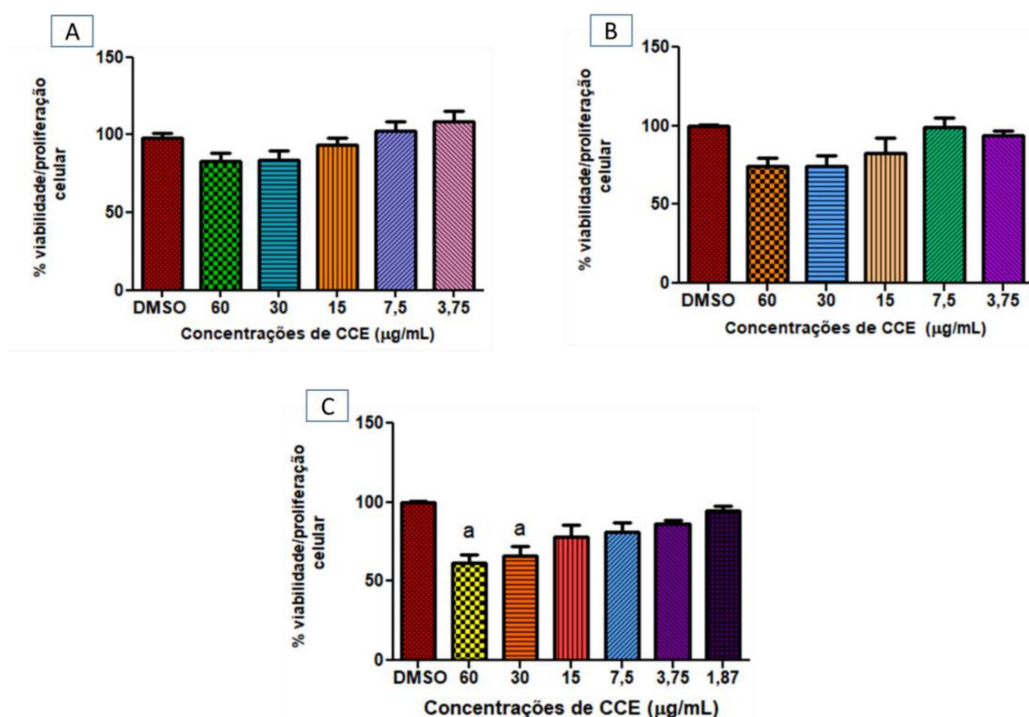 A
% viabilidade/proliferação
celular
150
100
50
0
DMSO 60 30 15 7,5 3,75
Concentrações de CCE (µg/mL)
B
% viabilidade/proliferação
celular
150
100
50
0
DMSO 60 30 15 7,5 3,75
Concentrações de CCE (µg/mL)
C
% viabilidade/proliferação
celular
150
100
50
0
a a
DMSO 60 30 15 7,5 3,75 1,87
Concentrações de CCE (µg/mL)